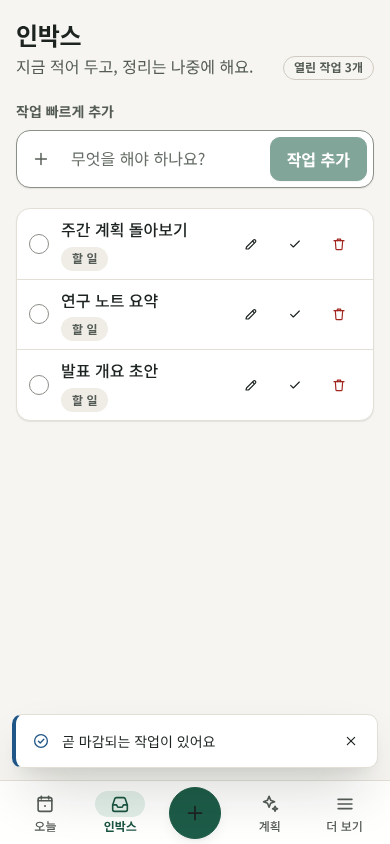 인박스
지금 적어 두고, 정리는 나중에 해요.
열린 작업 3개
작업 빠르게 추가
무엇을 해야 하나요?
작업 추가
주간 계획 돌아보기
할 일
연구 노트 요약
할 일
발표 개요 초안
할 일
곧 마감되는 작업이 있어요
오늘
인박스
계획
더 보기